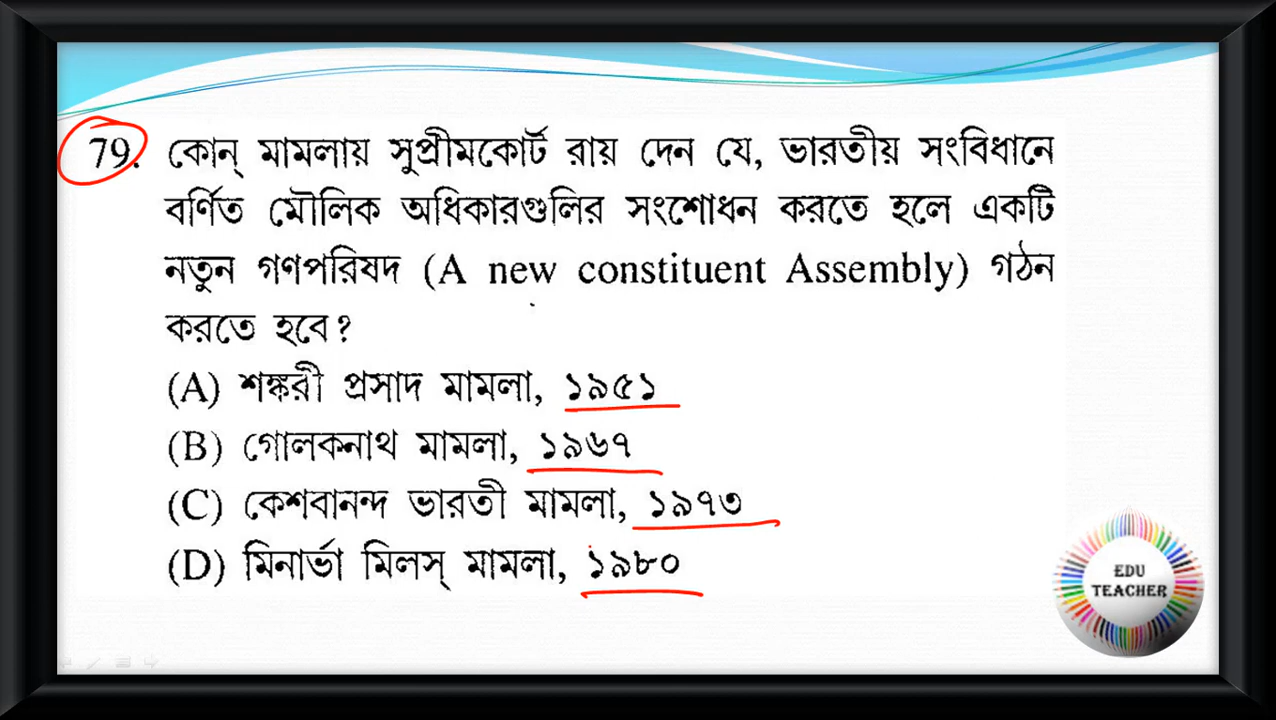 79. কোন্ মামলায় সুপ্রীমকোর্ট রায় দেন যে, ভারতীয় সংবিধানে
বর্ণিত মৌলিক অধিকারগুলির সংশোধন করতে হলে একটি
নতুন গণপরিষদ (A new constituent Assembly) গঠন
করতে হবে?
(A) শঙ্করী প্রসাদ মামলা, ১৯৫১
(B) গোলকনাথ মামলা, ১৯৬৭
(C) কেশবানন্দ ভারতী মামলা, ১৯৭৩
(D) মিনার্ভা মিলস্ মামলা, ১৯৮০
EDU
TEACHER